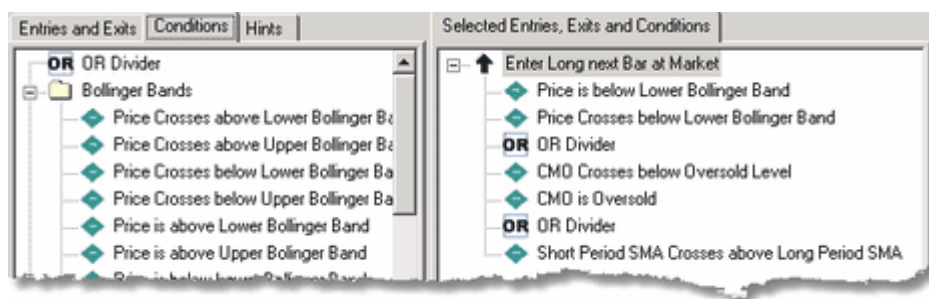 Entries and Exits Conditions Hints
OR OR Divider
Bollinger Bands
Price Crosses above Lower Bollinger Ba
Price Crosses above Upper Bollinger Ba
Price Crosses below Lower Bollinger Ba
Price Crosses below Upper Bollinger Ba
Price is above Lower Bollinger Band
Price is above Upper Bolinger Band
Selected Entries, Exits and Conditions
Enter Long next Bar at Market
Price is below Lower Bollinger Band
Price Crosses below Lower Bollinger Band
OR OR Divider
CMO Crosses below Oversold Level
CMO is Oversold
OR OR Divider
Short Period SMA Crosses above Long Period SMA